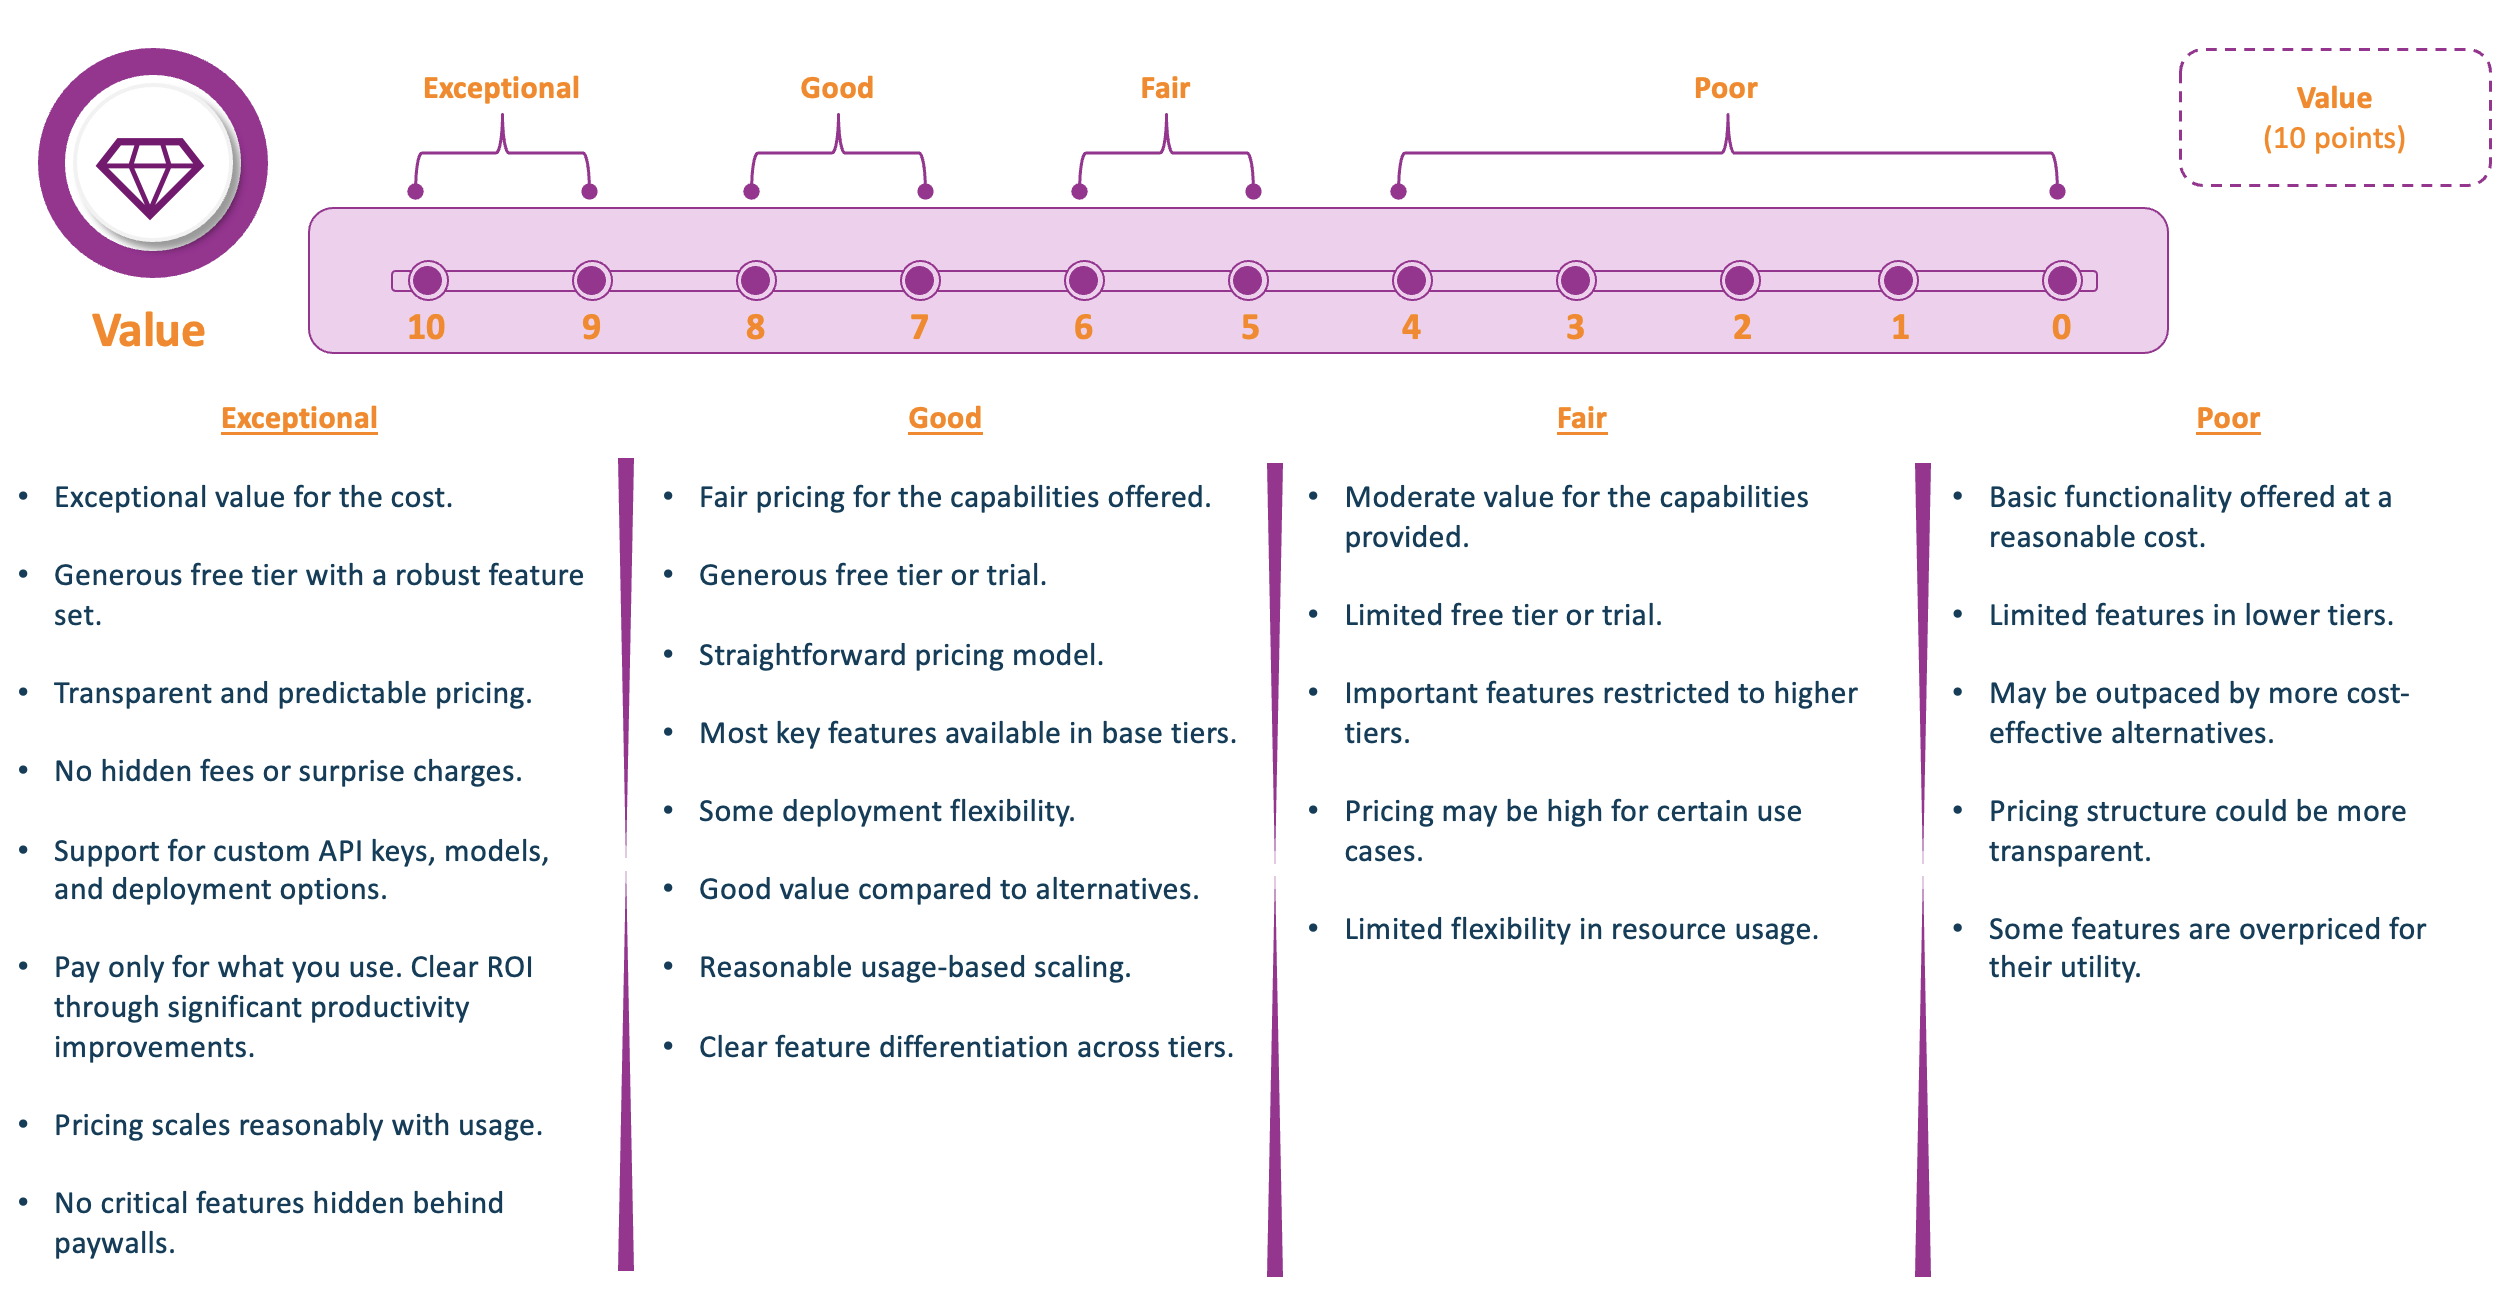 Exceptional
Good
Fair
Poor
Value
(10 points)
Value
10 9 8 7 6 5 4 3 2 1 0
Exceptional
• Exceptional value for the cost.
• Generous free tier with a robust feature
set.
• Transparent and predictable pricing.
• No hidden fees or surprise charges.
• Support for custom API keys, models,
and deployment options.
• Pay only for what you use. Clear ROI
through significant productivity
improvements.
• Pricing scales reasonably with usage.
• No critical features hidden behind
paywalls.
Good
• Fair pricing for the capabilities offered.
• Generous free tier or trial.
• Straightforward pricing model.
• Most key features available in base tiers.
• Some deployment flexibility.
• Good value compared to alternatives.
• Reasonable usage-based scaling.
• Clear feature differentiation across tiers.
Fair
• Moderate value for the capabilities
provided.
• Limited free tier or trial.
• Important features restricted to higher
tiers.
• Pricing may be high for certain use
cases.
• Limited flexibility in resource usage.
Poor
• Basic functionality offered at a
reasonable cost.
• Limited features in lower tiers.
• May be outpaced by more cost-
effective alternatives.
• Pricing structure could be more
transparent.
• Some features are overpriced for
their utility.